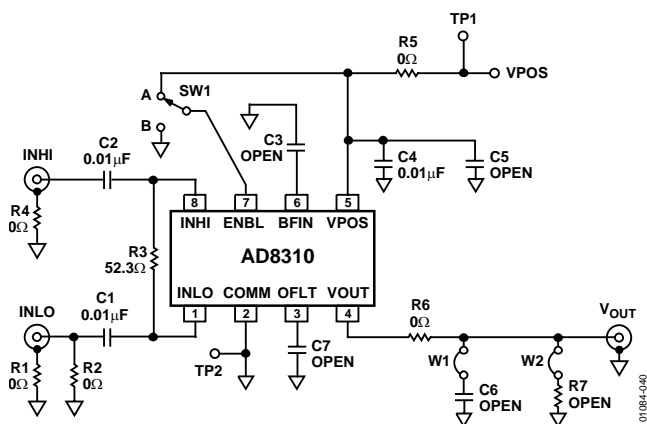 TP1
R5
0Ω
VPOS
A
SW1
B
C3
OPEN
C4
0.01µF
C5
OPEN
INHI
C2
0.01µF
R4
0Ω
8
7
6
5
INHI
ENBL
BFIN
VPOS
R3
52.3Ω
AD8310
INLO
COMM
OFLT
VOUT
1
2
3
4
INLO
C1
0.01µF
R1
0Ω
R2
0Ω
TP2
C7
OPEN
R6
0Ω
W1
C6
OPEN
W2
R7
OPEN
VOUT
01084-040